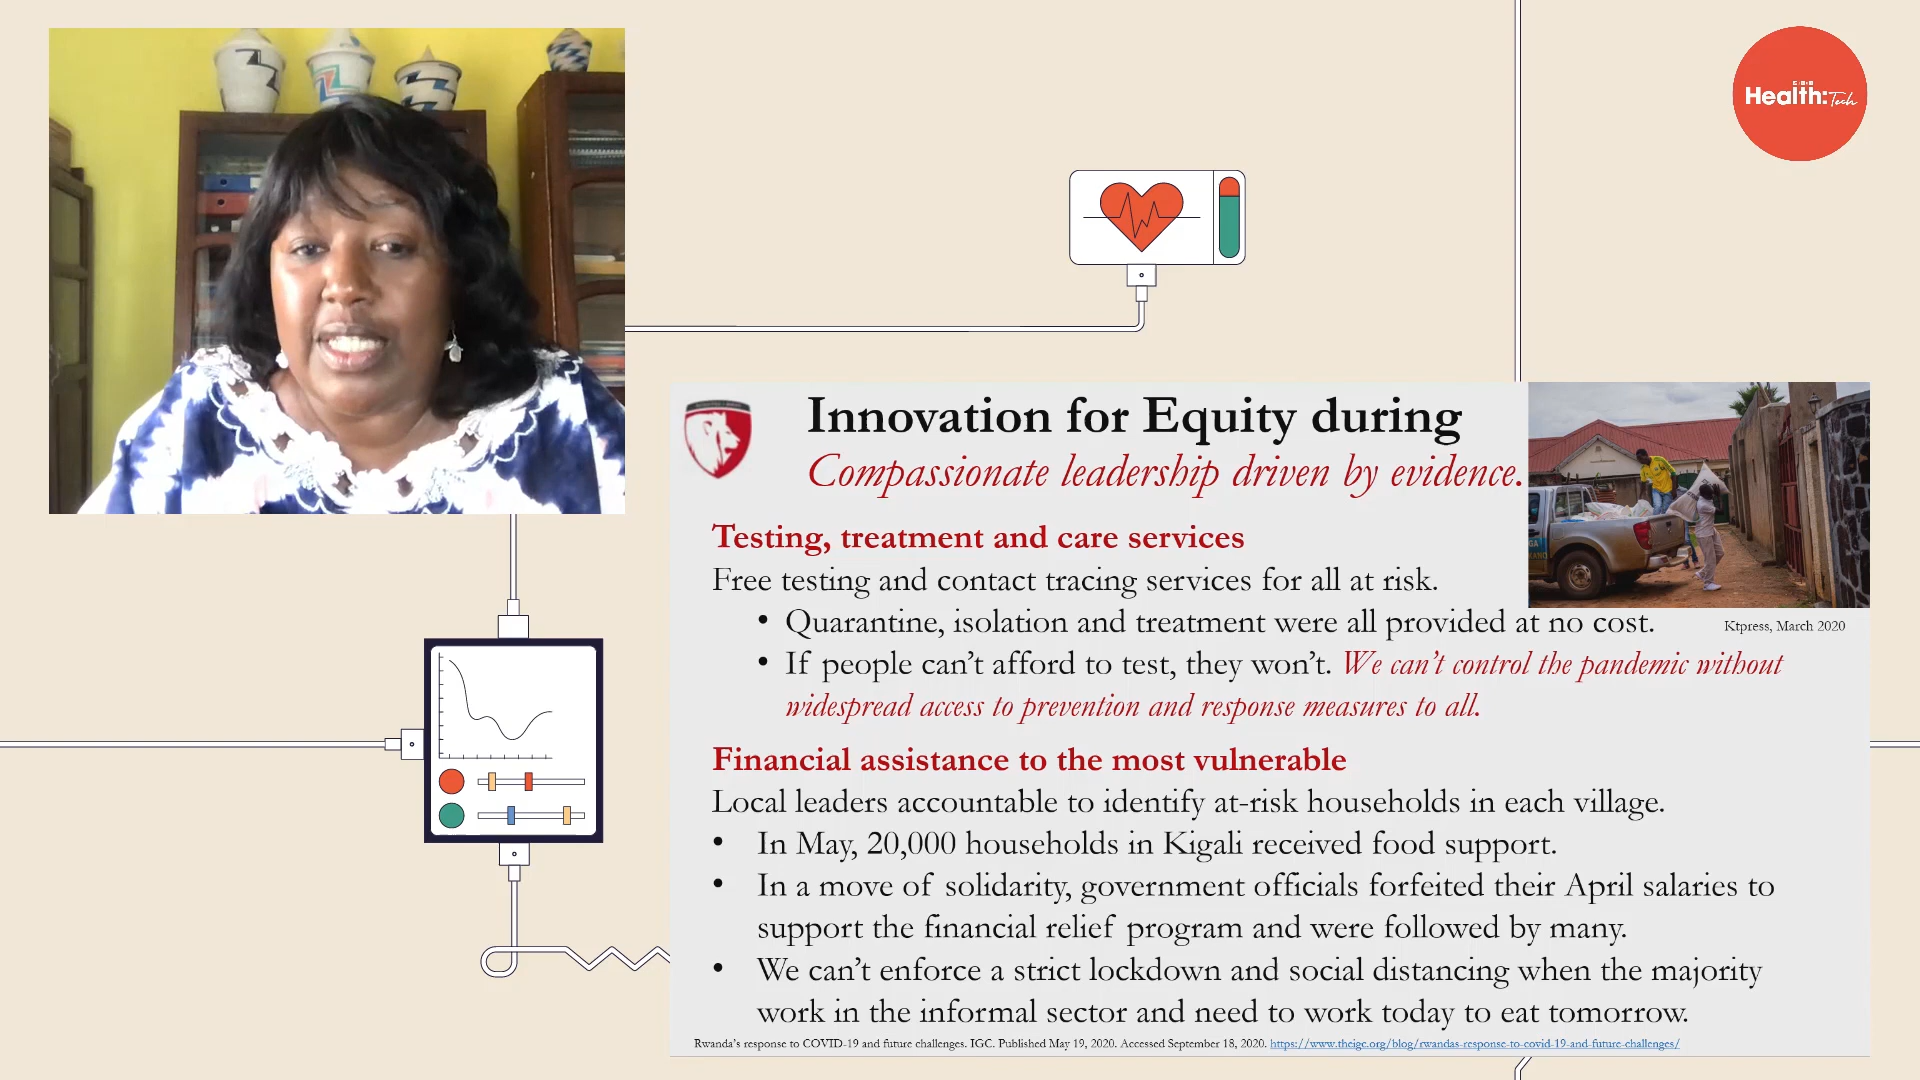 Health:Tech
Innovation for Equity during
Compassionate leadership driven by evidence.
Testing, treatment and care services
Free testing and contact tracing services for all at risk.
• Quarantine, isolation and treatment were all provided at no cost.
Ktpress, March 2020
• If people can’t afford to test, they won’t. We can’t control the pandemic without
widespread access to prevention and response measures to all.
Financial assistance to the most vulnerable
Local leaders accountable to identify at-risk households in each village.
• In May, 20,000 households in Kigali received food support.
• In a move of solidarity, government officials forfeited their April salaries to
support the financial relief program and were followed by many.
• We can’t enforce a strict lockdown and social distancing when the majority
work in the informal sector and need to work today to eat tomorrow.
Rwanda’s response to COVID-19 and future challenges. IGC. Published May 19, 2020. Accessed September 18, 2020. https://www.theigc.org/blog/rwandas-response-to-covid-19-and-future-challenges/